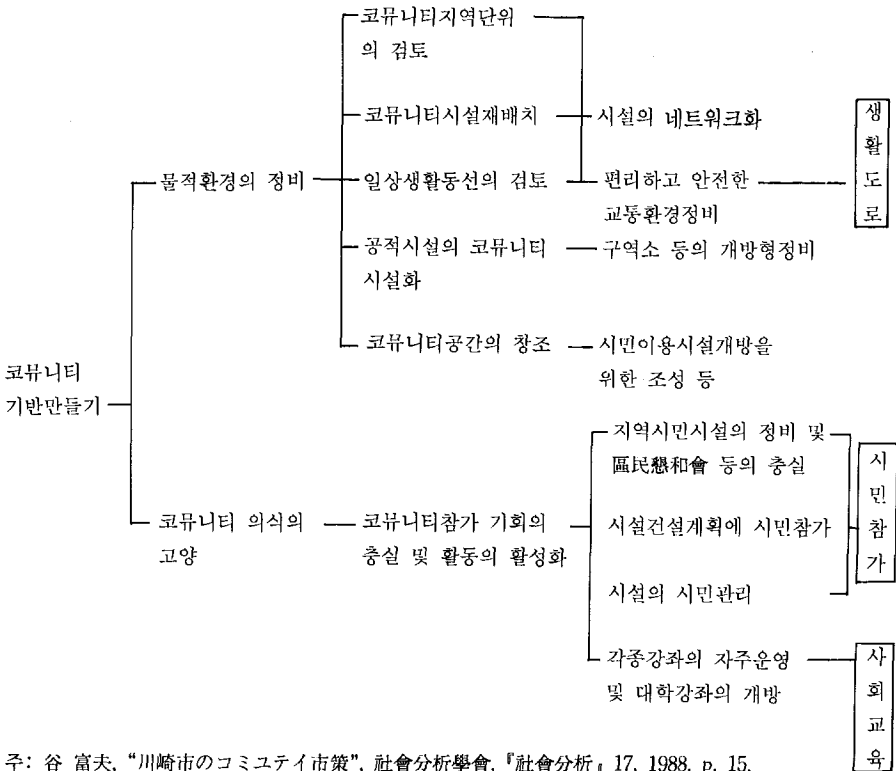 코뮤니티지역단위
의 검토
코뮤니티시설재배치
시설의 네트워크화
물적환경의 정비
일상생활동선의 검토
편리하고 안전한
교통환경정비
생활도로
공적시설의 코뮤니티
시설화
구역소 등의 개방형정비
코뮤니티공간의 창조
시민이용시설개방을
위한 조성 등
코뮤니티
기반만들기
지역시민시설의 정비 및
區民懇和會 등의 충실
코뮤니티 의식의
고양
코뮤니티참가 기회의
충실 및 활동의 활성화
시설건설계획에 시민참가
시설의 시민관리
시민참가
각종강좌의 자주운영
및 대학강좌의 개방
사회교육
주: 谷 富夫, “川崎市のコミユテイ市策”, 社會分析學會, 『社會分析』 17, 1988, p. 15.